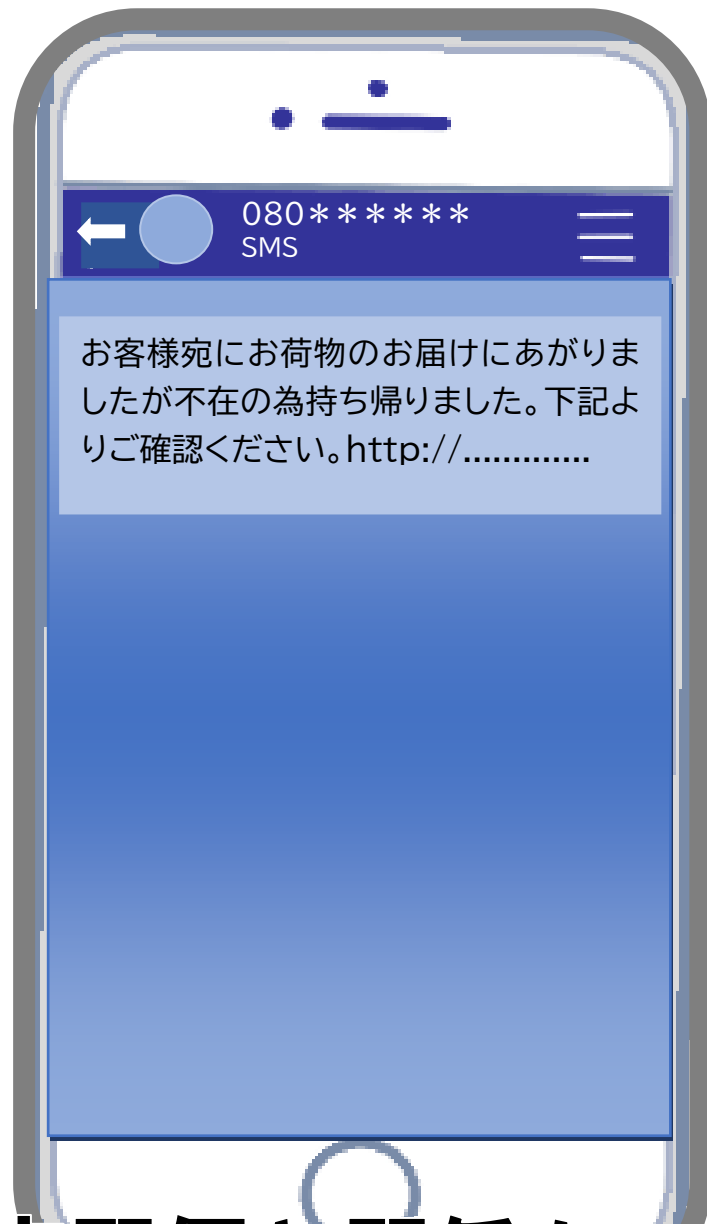 080＊＊＊＊＊＊
SMS
お客様宛にお荷物のお届けにあがりま
したが不在の為持ち帰りました。下記よ
りご確認ください。http://.............